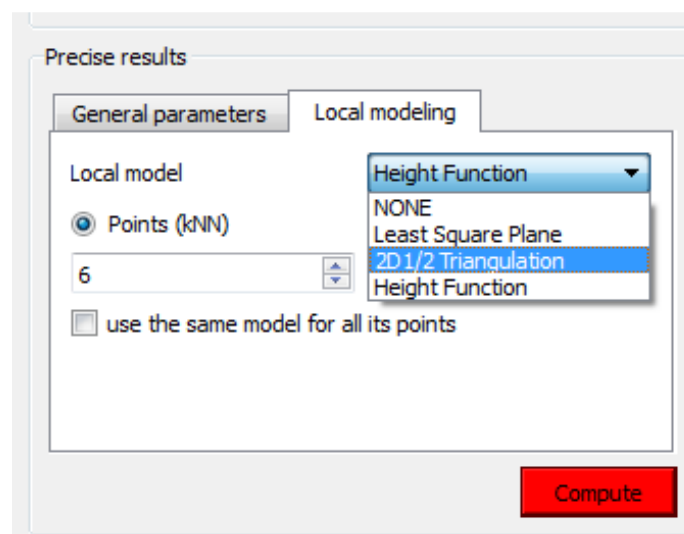 Precise results
General parameters
Local modeling
Local model
Height Function
NONE
Points (kNN)
Least Square Plane
2D1/2 Triangulation
6
Height Function
use the same model for all its points
Compute